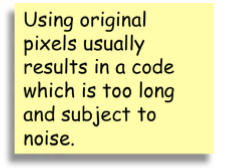 Using original
pixels usually
results in a code
which is too long
and subject to
noise.